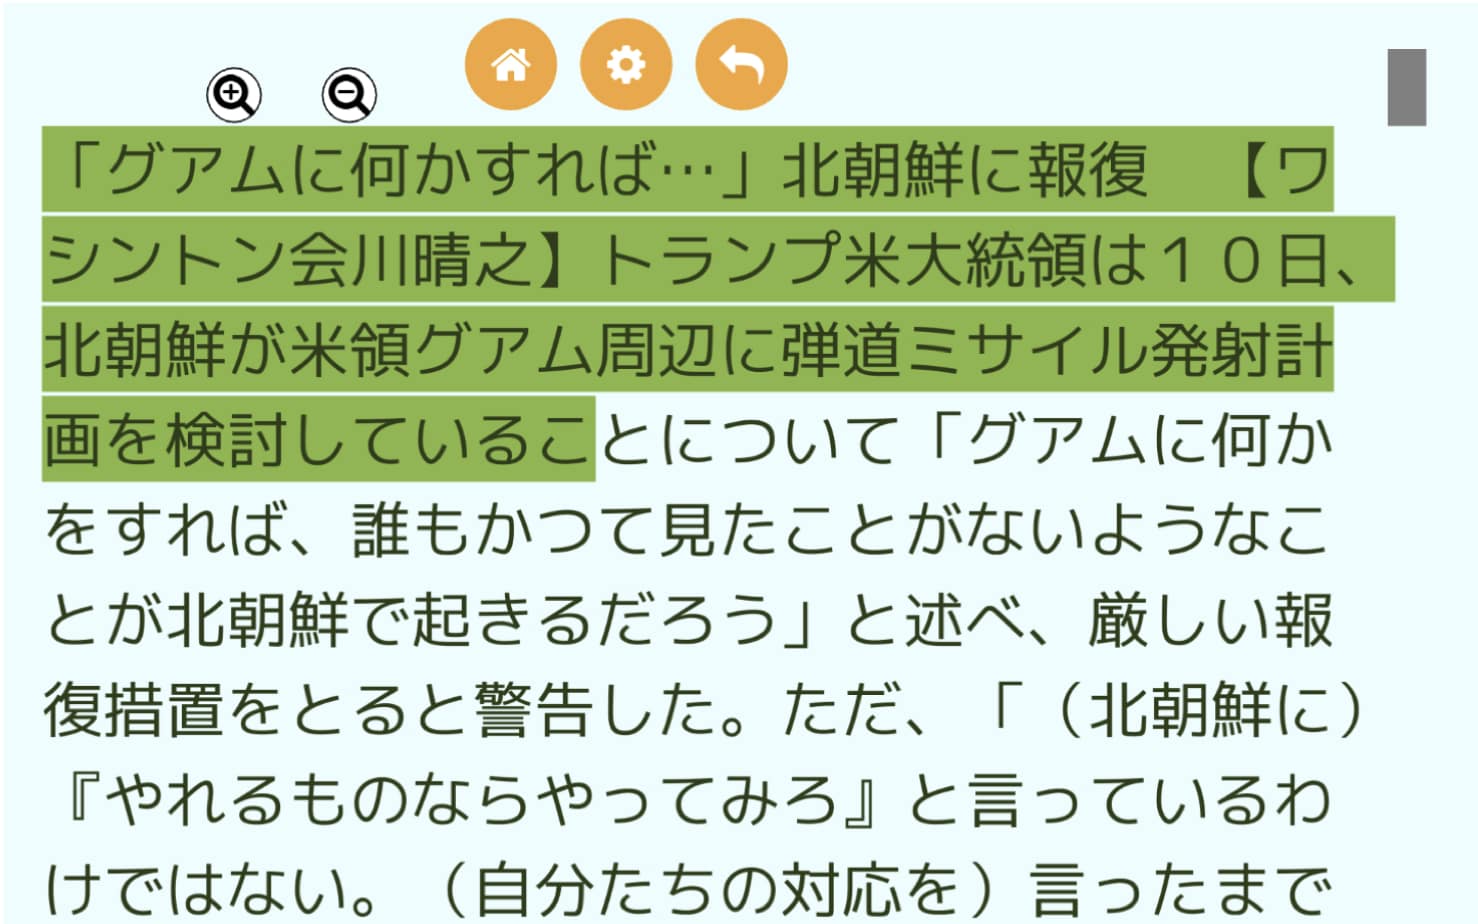 「グアムに何かすれば…」北朝鮮に報復　【ワ
シントン会川晴之】トランプ米大統領は１０日、
北朝鮮が米領グアム周辺に弾道ミサイル発射計
画を検討していることについて「グアムに何か
をすれば、誰もかつて見たことがないようなこ
とが北朝鮮で起きるだろう」と述べ、厳しい報
復措置をとると警告した。ただ、「（北朝鮮に）
『やれるものならやってみろ』と言っているわ
けではない。（自分たちの対応を）言ったまで